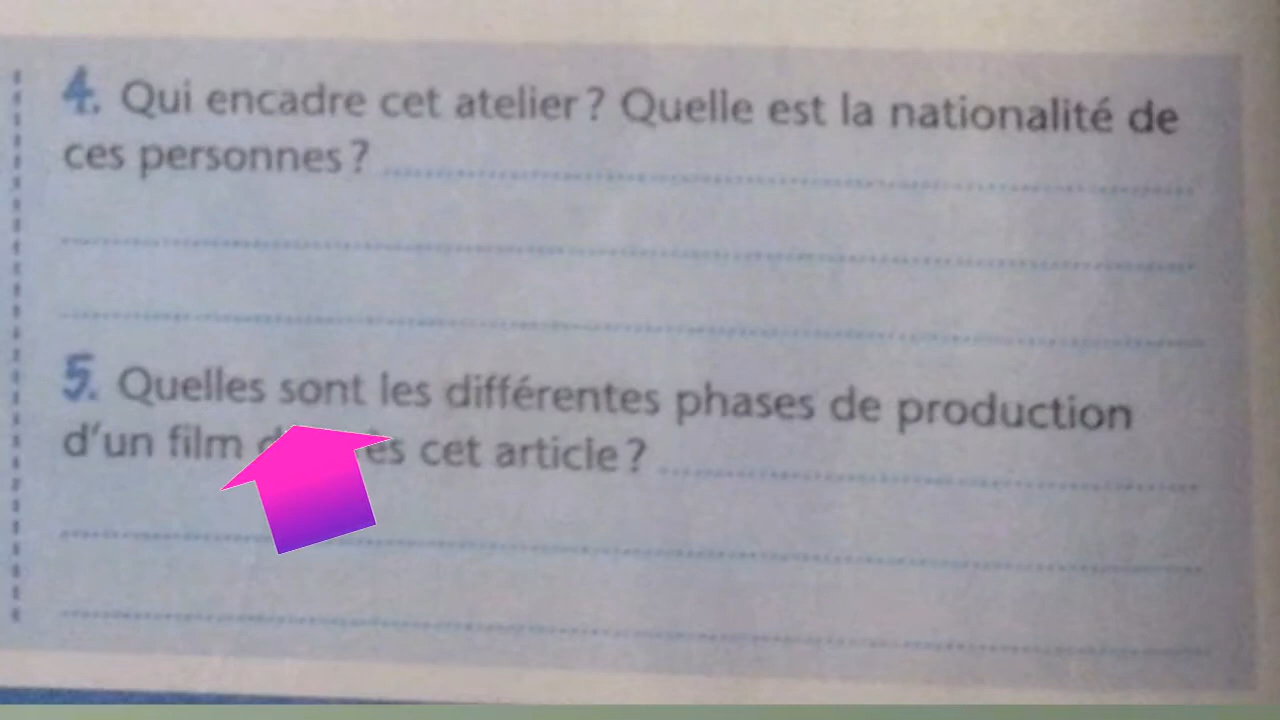 4. Qui encadre cet atelier ? Quelle est la nationalité de
ces personnes ?
5. Quelles sont les différentes phases de production
d'un film cet article ?